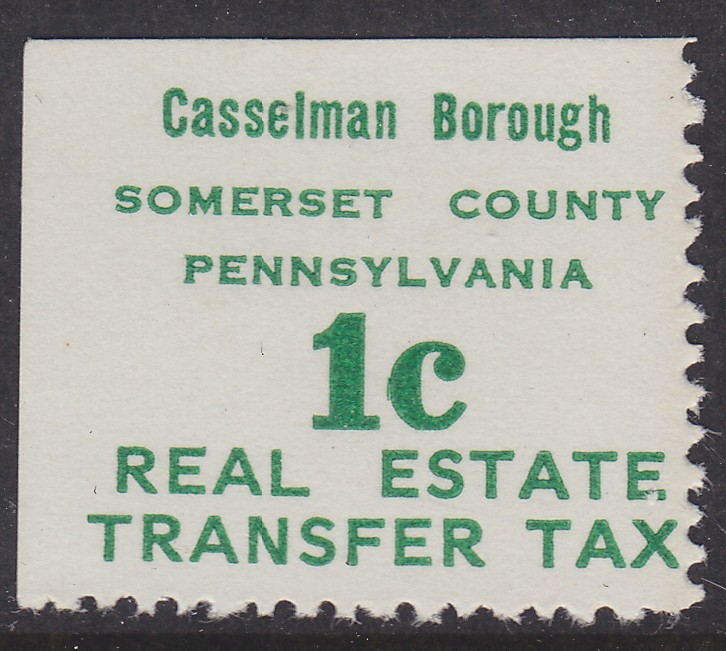 Casselman Borough
SOMERSET COUNTY
PENNSYLVANIA
1c
REAL ESTATE
TRANSFER TAX